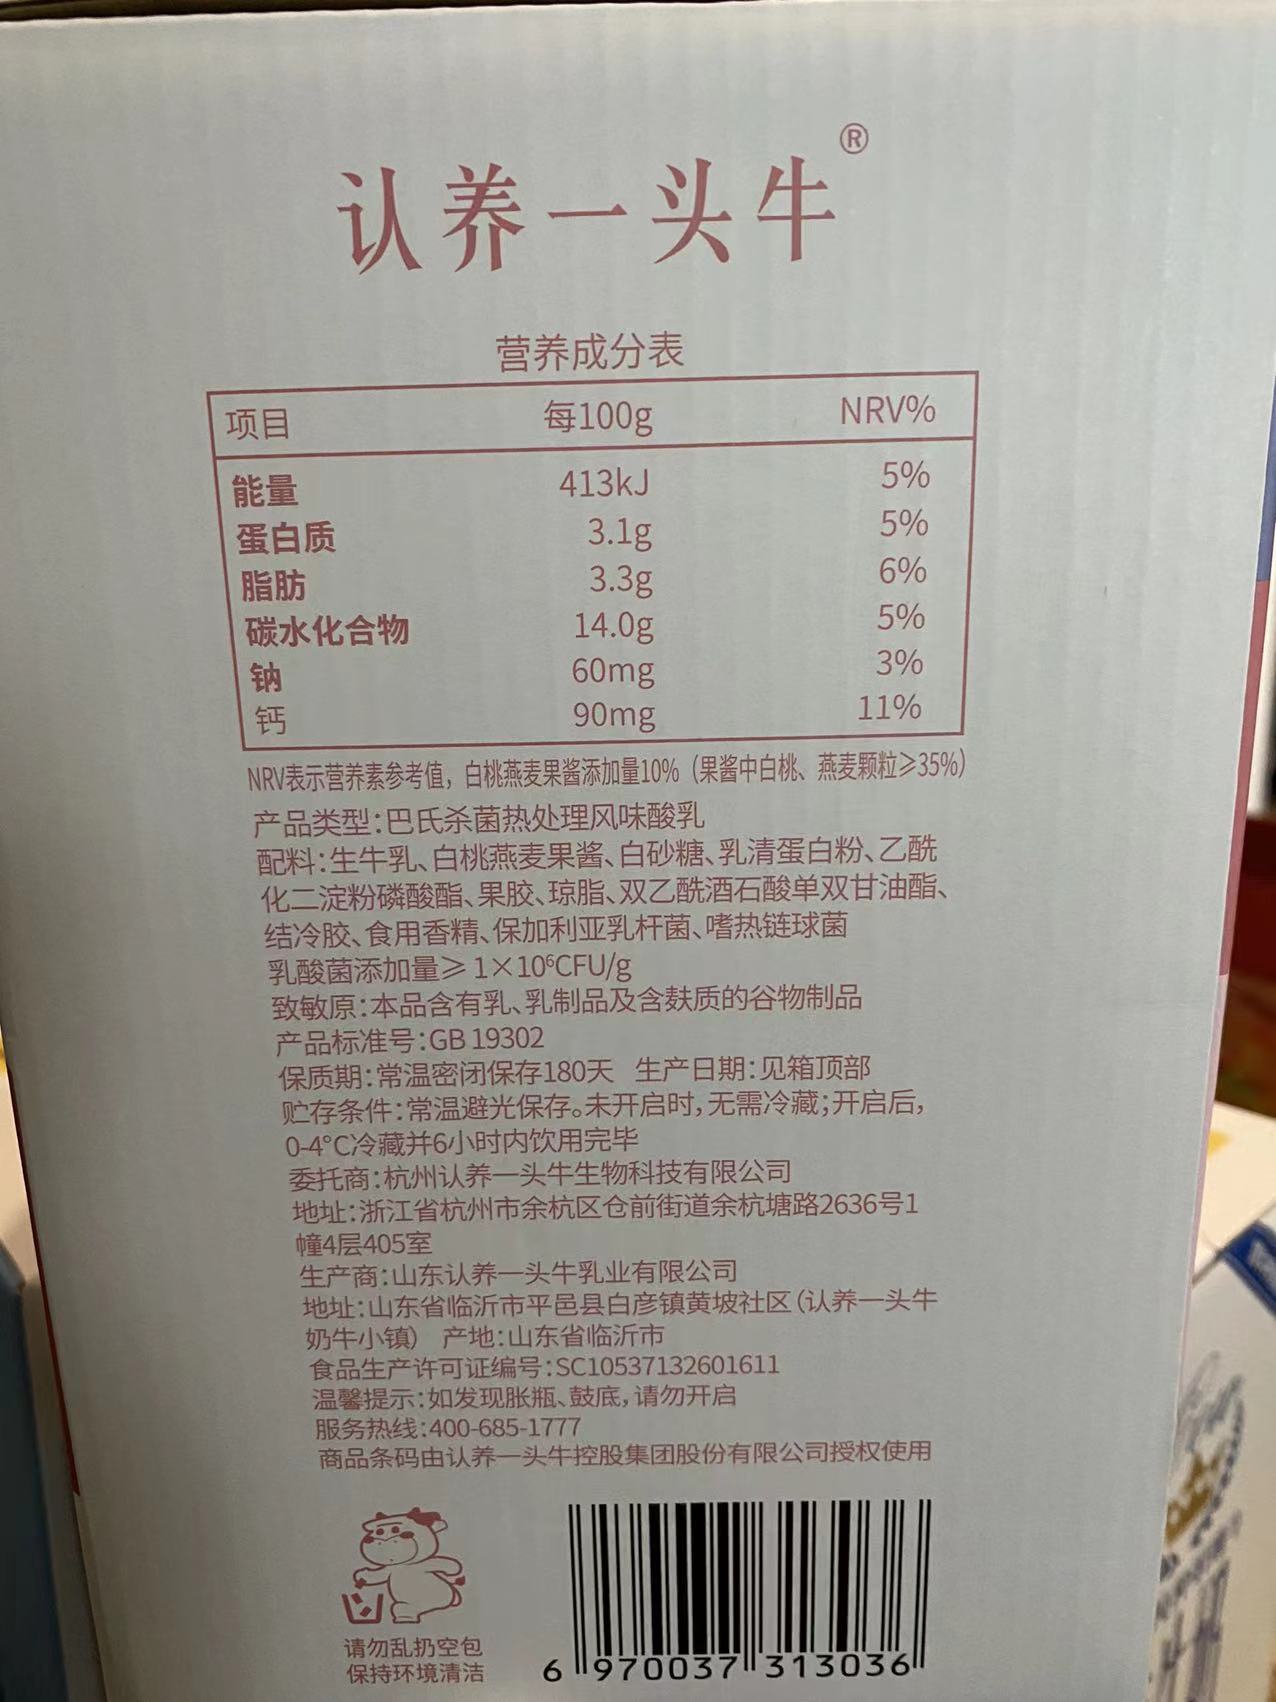 认养一头牛®
营养成分表
项目 每100g NRV%
能量 413kJ 5%
蛋白质 3.1g 5%
脂肪 3.3g 6%
碳水化合物 14.0g 5%
钠 60mg 3%
钙 90mg 11%
NRV表示营养素参考值，白桃燕麦果酱添加量10%（果酱中白桃、燕麦颗粒≥35%）
产品类型：巴氏杀菌热处理风味酸乳
配料：生牛乳、白桃燕麦果酱、白砂糖、乳清蛋白粉、乙酰
化二淀粉磷酸酯、果胶、琼脂、双乙酰酒石酸单双甘油酯、
结冷胶、食用香精、保加利亚乳杆菌、嗜热链球菌
乳酸菌添加量≥1×10⁶CFU/g
致敏原：本品含有乳、乳制品及含麸质的谷物制品
产品标准号：GB 19302
保质期：常温密闭保存180天 生产日期：见箱顶部
贮存条件：常温避光保存。未开启时，无需冷藏；开启后，
0-4℃冷藏并6小时内饮用完毕
委托商：杭州认养一头牛生物科技有限公司
地址：浙江省杭州市余杭区仓前街道余杭塘路2636号1
幢4层405室
生产商：山东认养一头牛乳业有限公司
地址：山东省临沂市平邑县白彦镇黄坡社区（认养一头牛
奶牛小镇） 产地：山东省临沂市
食品生产许可证编号：SC10537132601611
温馨提示：如发现胀瓶、鼓底，请勿开启
服务热线：400-685-1777
商品条码由认养一头牛控股集团股份有限公司授权使用
请勿乱扔空包
保持环境清洁
6 970037 313036